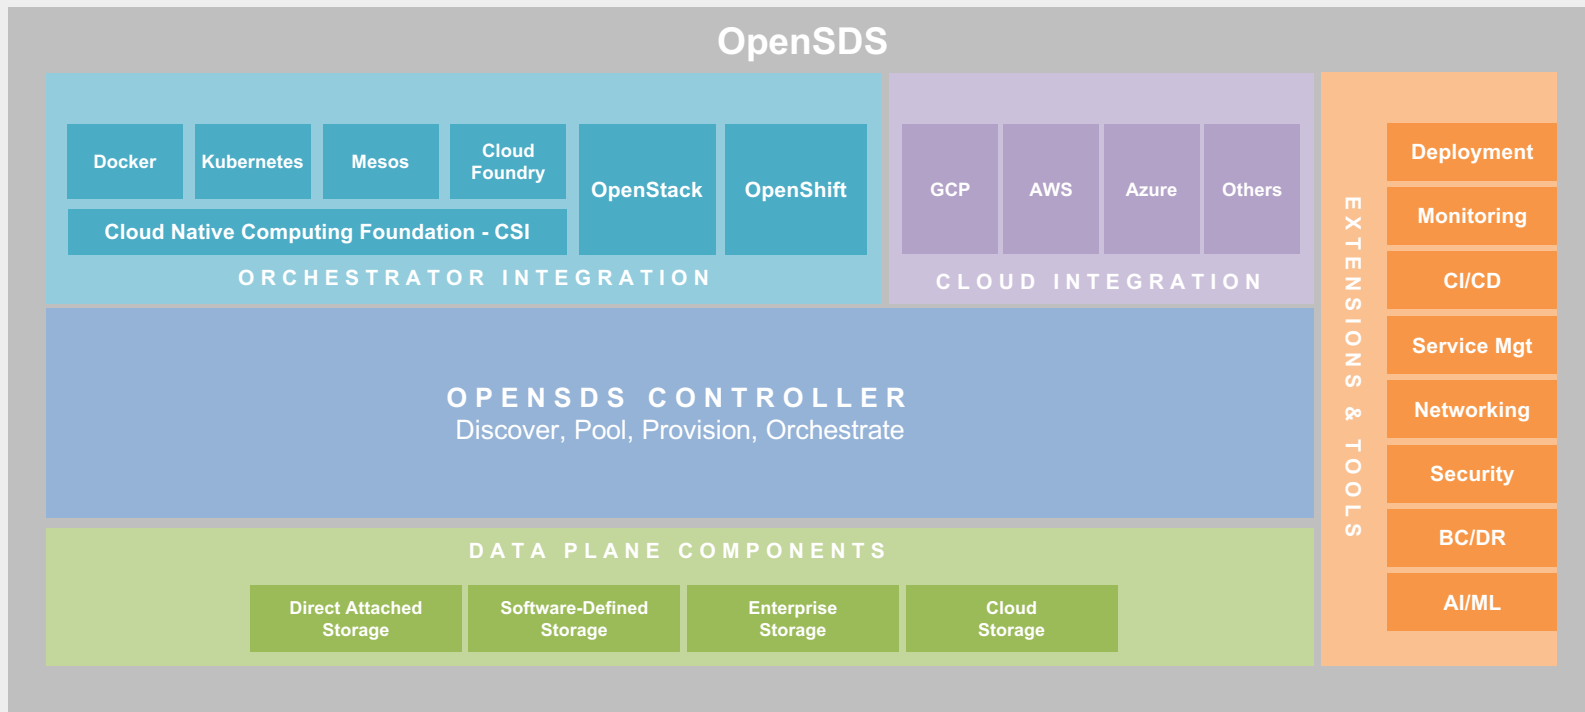 OpenSDS
Docker
Kubernetes
Mesos
Cloud
Foundry
OpenStack
OpenShift
Cloud Native Computing Foundation - CSI
ORCHESTRATOR INTEGRATION
GCP
AWS
Azure
Others
CLOUD INTEGRATION
OPENSDS CONTROLLER
Discover, Pool, Provision, Orchestrate
DATA PLANE COMPONENTS
Direct Attached
Storage
Software-Defined
Storage
Enterprise
Storage
Cloud
Storage
EXTENSIONS & TOOLS
Deployment
Monitoring
CI/CD
Service Mgt
Networking
Security
BC/DR
AI/ML